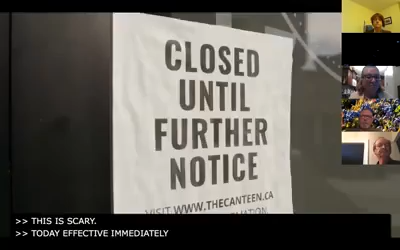 CLOSED
UNTIL
FURTHER
NOTICE
VISIT WWW.THECANTEEN.CA
>> THIS IS SCARY.
>> TODAY EFFECTIVE IMMEDIATELY